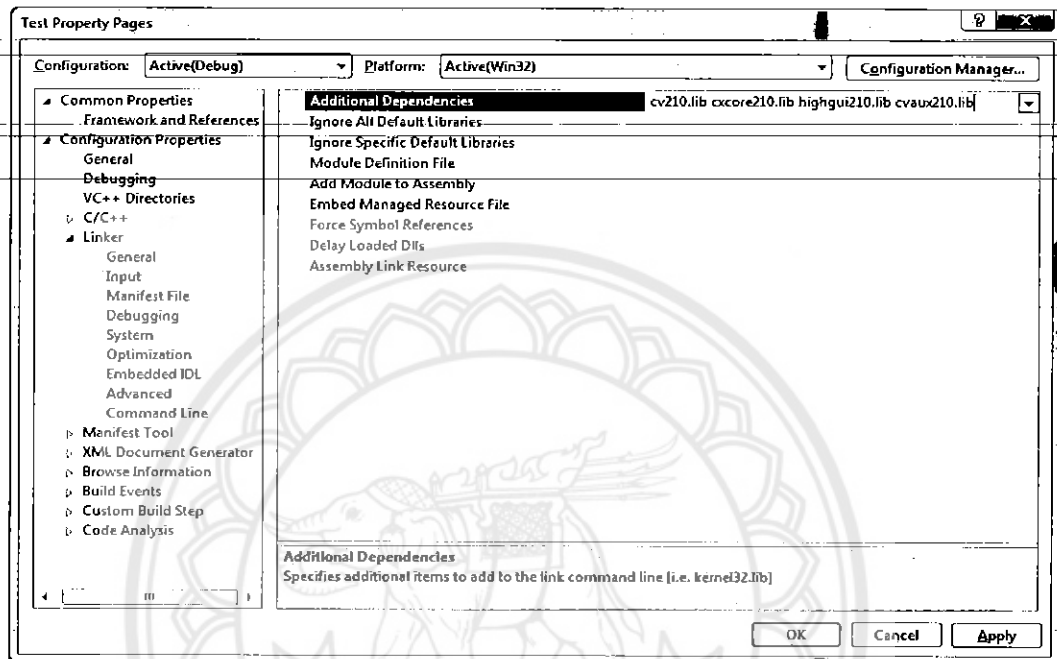 Test Property Pages
Configuration: Active(Debug) Platform: Active(Win32) Configuration Manager...
Common Properties
Framework and References
Configuration Properties
General
Debugging
VC++ Directories
C/C++
Linker
General
Input
Manifest File
Debugging
System
Optimization
Embedded IDL
Advanced
Command Line
Manifest Tool
XML Document Generator
Browse Information
Build Events
Custom Build Step
Code Analysis
Additional Dependencies cv210.lib cxcore210.lib highgui210.lib cvaux210.lib
Ignore All Default Libraries
Ignore Specific Default Libraries
Module Definition File
Add Module to Assembly
Embed Managed Resource File
Force Symbol References
Delay Loaded Dlls
Assembly Link Resource
Additional Dependencies
Specifies additional items to add to the link command line [i.e. kernel32.lib]
OK Cancel Apply